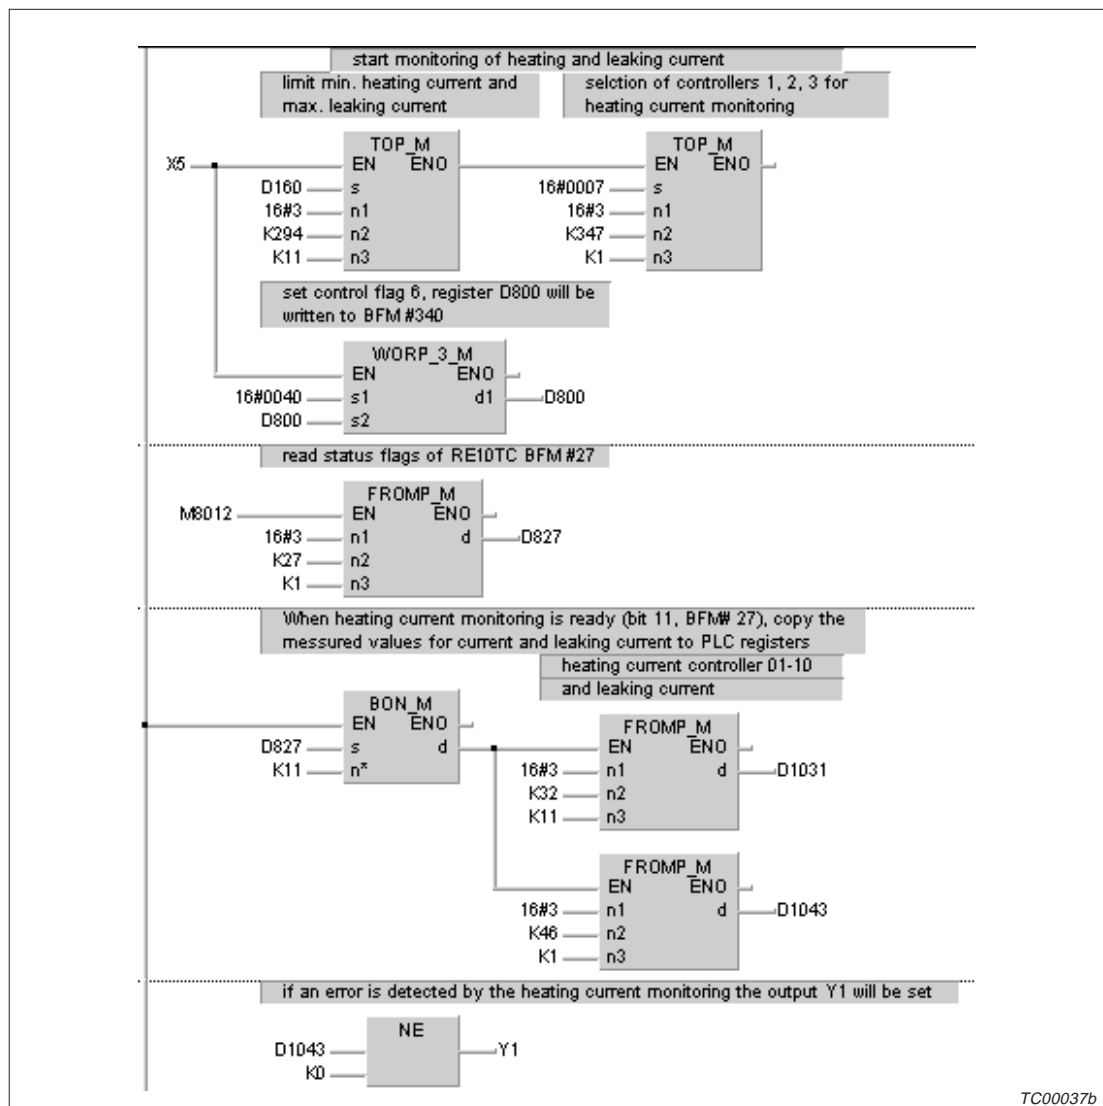 start monitoring of heating and leaking current
limit min. heating current and
max. leaking current
selction of controllers 1, 2, 3 for
heating current monitoring
X5
TOP_M
EN ENO
D160 s
16#3 n1
K294 n2
K11 n3
TOP_M
EN ENO
16#0007 s
16#3 n1
K347 n2
K1 n3
set control flag 6, register D800 will be
written to BFM #340
WORP_3_M
EN ENO
16#0040 s1 d1 D800
D800 s2
read status flags of RE10TC BFM #27
FROMP_M
M8012 EN ENO
16#3 n1 d D827
K27 n2
K1 n3
When heating current monitoring is ready (bit 11, BFM# 27), copy the
messured values for current and leaking current to PLC registers
heating current controller 01-10
and leaking current
BON_M
EN ENO
D827 s d
K11 n*
FROMP_M
EN ENO
16#3 n1 d D1031
K32 n2
K11 n3
FROMP_M
EN ENO
16#3 n1 d D1043
K46 n2
K1 n3
if an error is detected by the heating current monitoring the output Y1 will be set
NE
D1043 Y1
K0
TC00037b